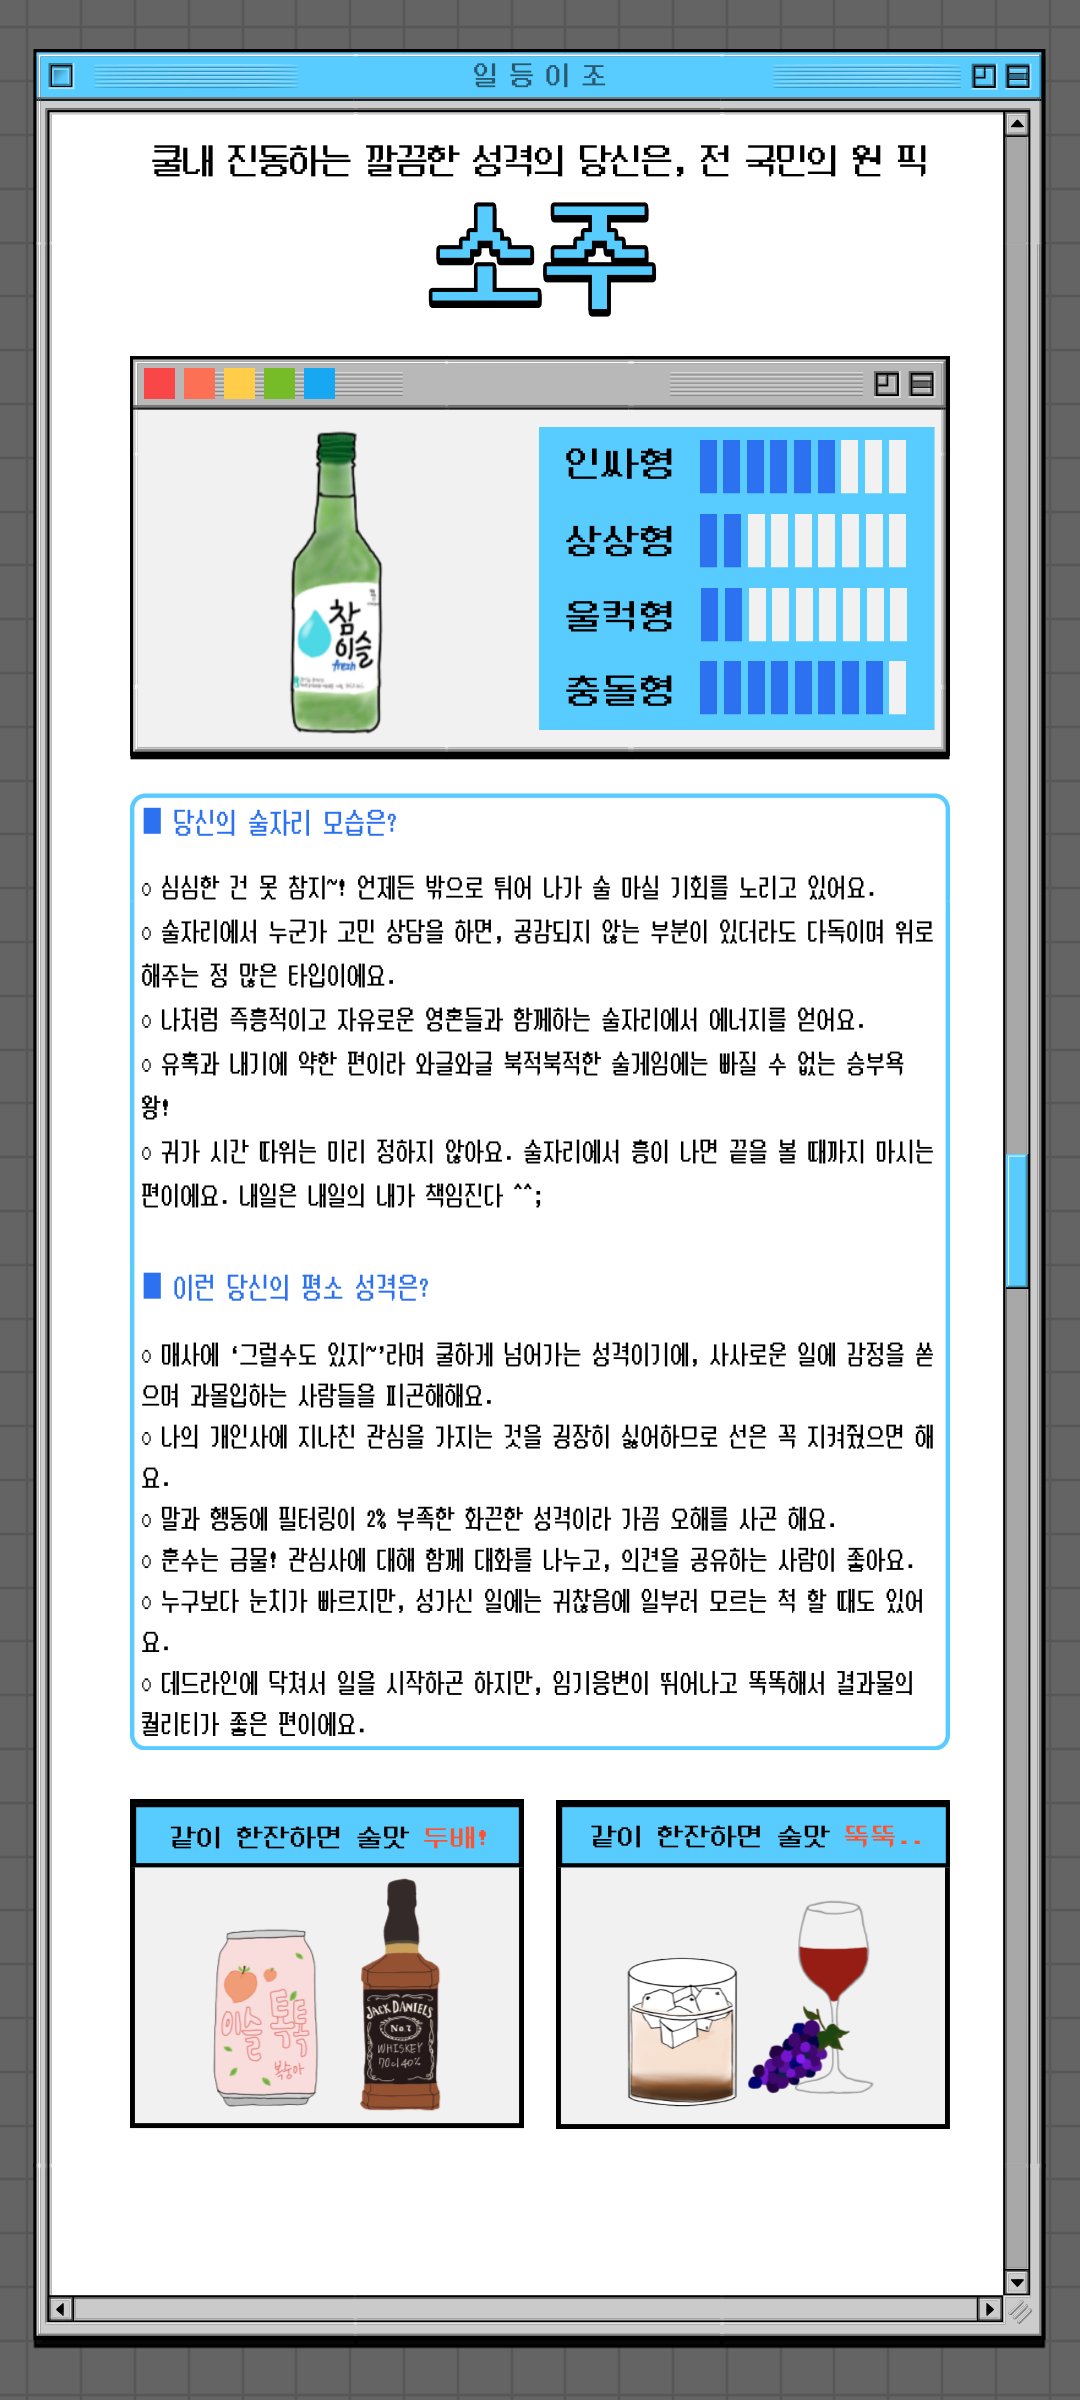 일등이조
쿨내 진동하는 깔끔한 성격의 당신은, 전 국민의 원 픽
소주
인싸형
상상형
울컥형
충돌형
참
이슬
fresh
■ 당신의 술자리 모습은?
○ 심심한 건 못 참지~! 언제든 밖으로 튀어 나가 술 마실 기회를 노리고 있어요.
○ 술자리에서 누군가 고민 상담을 하면, 공감되지 않는 부분이 있더라도 다독이며 위로
해주는 정 많은 타입이에요.
○ 나처럼 즉흥적이고 자유로운 영혼들과 함께하는 술자리에서 에너지를 얻어요.
○ 유혹과 내기에 약한 편이라 와글와글 북적북적한 술게임에는 빠질 수 없는 승부욕
왕!
○ 귀가 시간 따위는 미리 정하지 않아요. 술자리에서 흥이 나면 끝을 볼 때까지 마시는
편이에요. 내일은 내일의 내가 책임진다 ^^;
■ 이런 당신의 평소 성격은?
○ 매사에 ‘그럴수도 있지~’라며 쿨하게 넘어가는 성격이기에, 사사로운 일에 감정을 쏟
으며 과몰입하는 사람들을 피곤해해요.
○ 나의 개인사에 지나친 관심을 가지는 것을 굉장히 싫어하므로 선은 꼭 지켜줬으면 해
요.
○ 말과 행동에 필터링이 2% 부족한 화끈한 성격이라 가끔 오해를 사곤 해요.
○ 훈수는 금물! 관심사에 대해 함께 대화를 나누고, 의견을 공유하는 사람이 좋아요.
○ 누구보다 눈치가 빠르지만, 성가신 일에는 귀찮음에 일부러 모르는 척 할 때도 있어
요.
○ 데드라인에 닥쳐서 일을 시작하곤 하지만, 임기응변이 뛰어나고 똑똑해서 결과물의
퀄리티가 좋은 편이에요.
같이 한잔하면 술맛 두배!
같이 한잔하면 술맛 뚝뚝..
이슬 톡톡
복숭아
JACK DANIELS
No.7
WHISKEY
70cl 40%